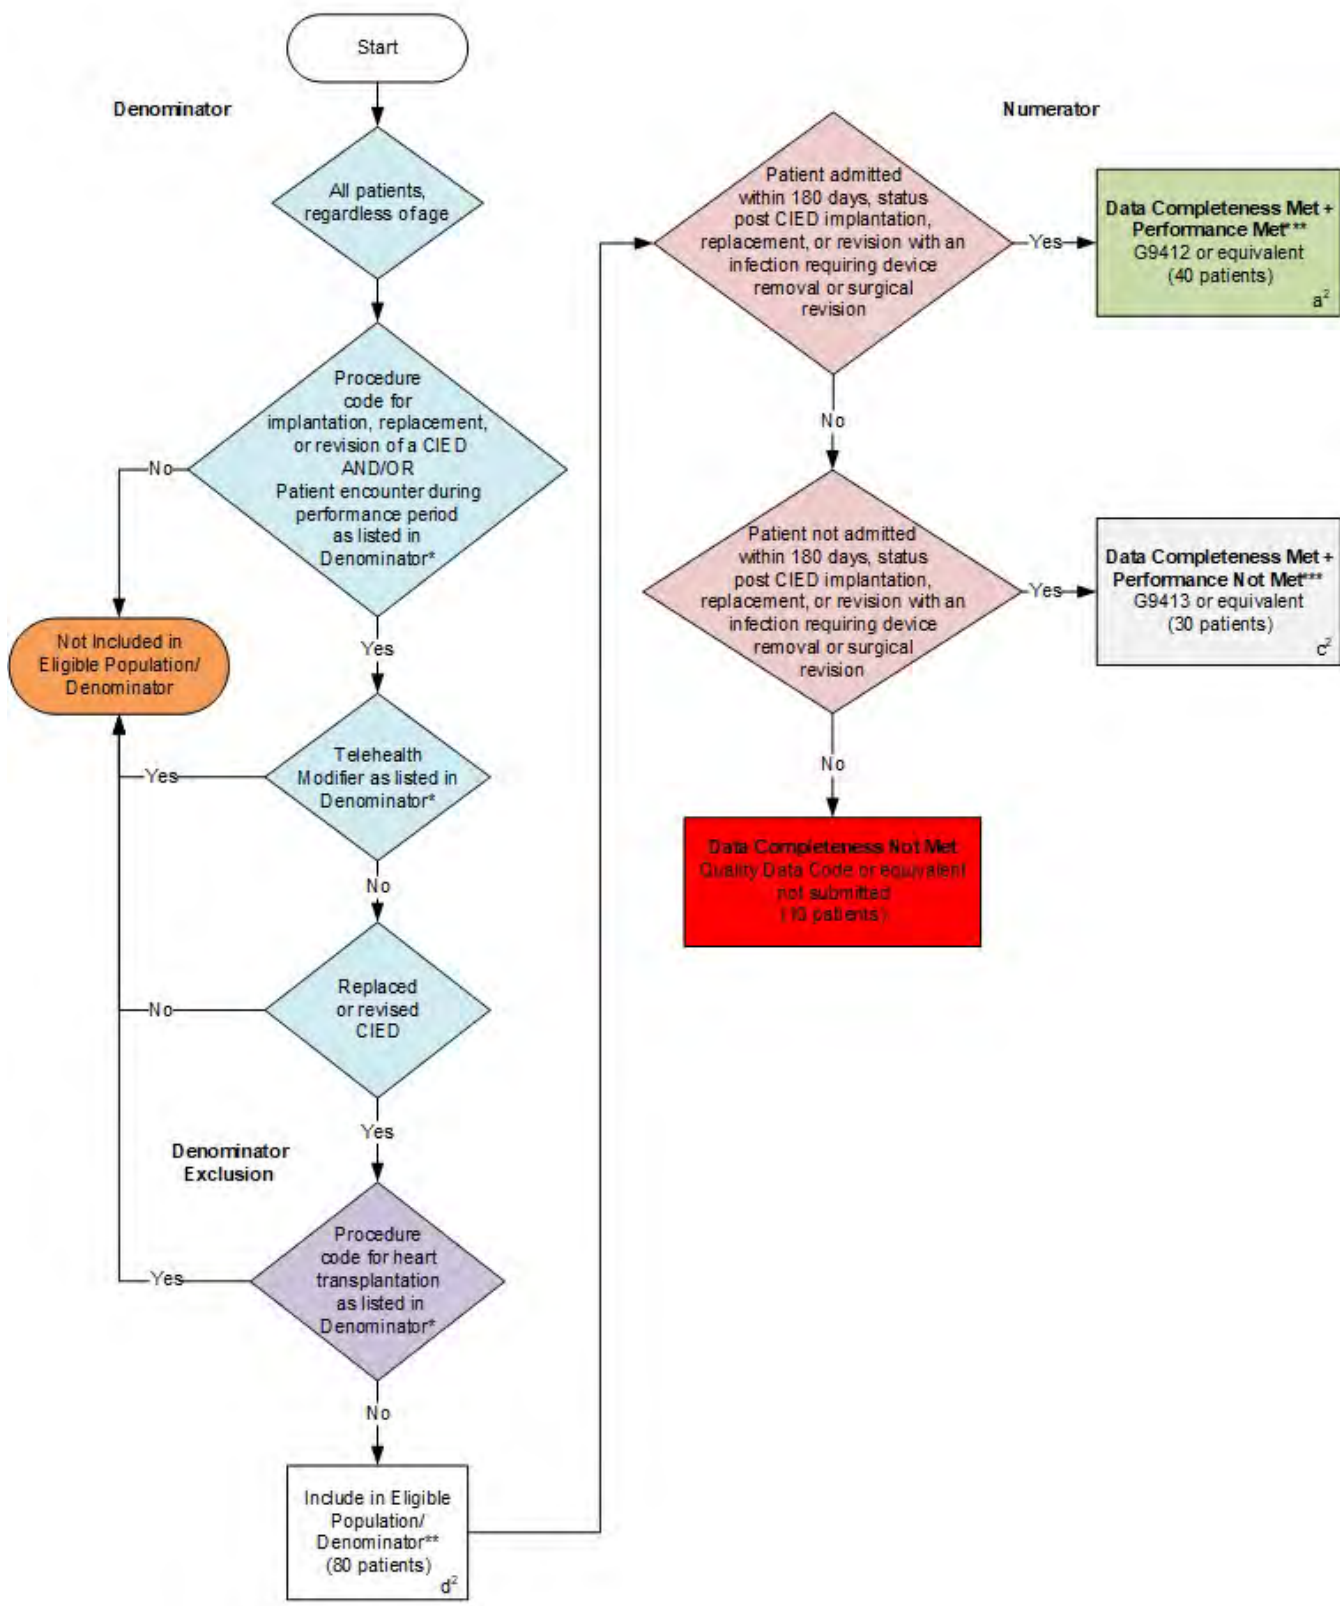 Start
Denominator
All patients,
regardless of age
Procedure
code for
implantation, replacement,
or revision of a CIED
AND/OR
Patient encounter during
performance period
as listed in
Denominator*
No
Yes
Not Included in
Eligible Population/
Denominator
Telehealth
Modifier as listed in
Denominator*
Yes
No
Replaced
or revised
CIED
No
Yes
Denominator
Exclusion
Procedure
code for heart
transplantation
as listed in
Denominator*
Yes
No
Include in Eligible
Population/
Denominator**
(80 patients)
d²
Numerator
Patient admitted
within 180 days, status
post CIED implantation,
replacement, or revision with an
infection requiring device
removal or surgical
revision
Yes
Data Completeness Met +
Performance Met***
G9412 or equivalent
(40 patients)
a²
No
Patient not admitted
within 180 days, status
post CIED implantation,
replacement, or revision with an
infection requiring device
removal or surgical
revision
Yes
Data Completeness Met +
Performance Not Met***
G9413 or equivalent
(30 patients)
c²
No
Data Completeness Not Met
Quality Data Code or equivalent
not submitted
(10 patients)